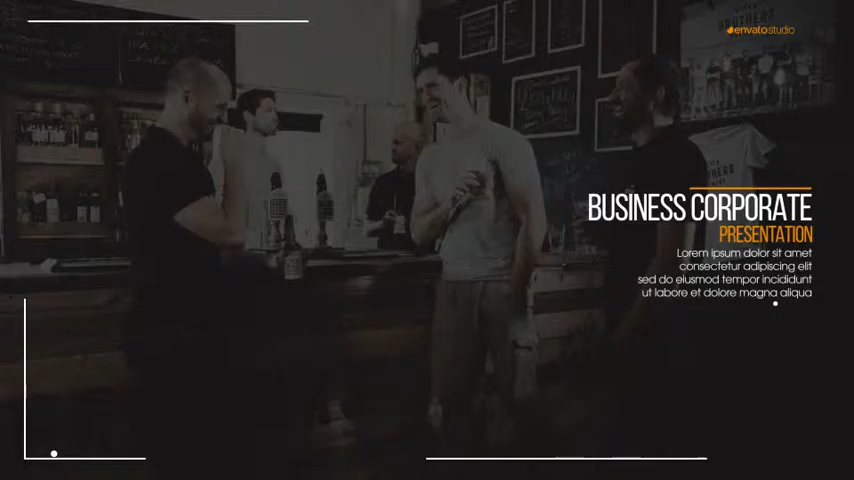 BROTHERS
envatostudio
BUSINESS CORPORATE
PRESENTATION
Lorem ipsum dolor sit amet
consectetur adipiscing elit
sed do eiusmod tempor incididunt
ut labore et dolore magna aliqua